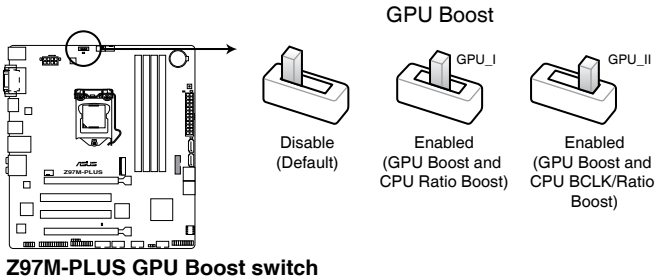 GPU Boost
GPU_I
GPU_II
Disable
(Default)
Enabled
(GPU Boost and
CPU Ratio Boost)
Enabled
(GPU Boost and
CPU BCLK/Ratio
Boost)
ASUS
Z97M-PLUS
Z97M-PLUS GPU Boost switch